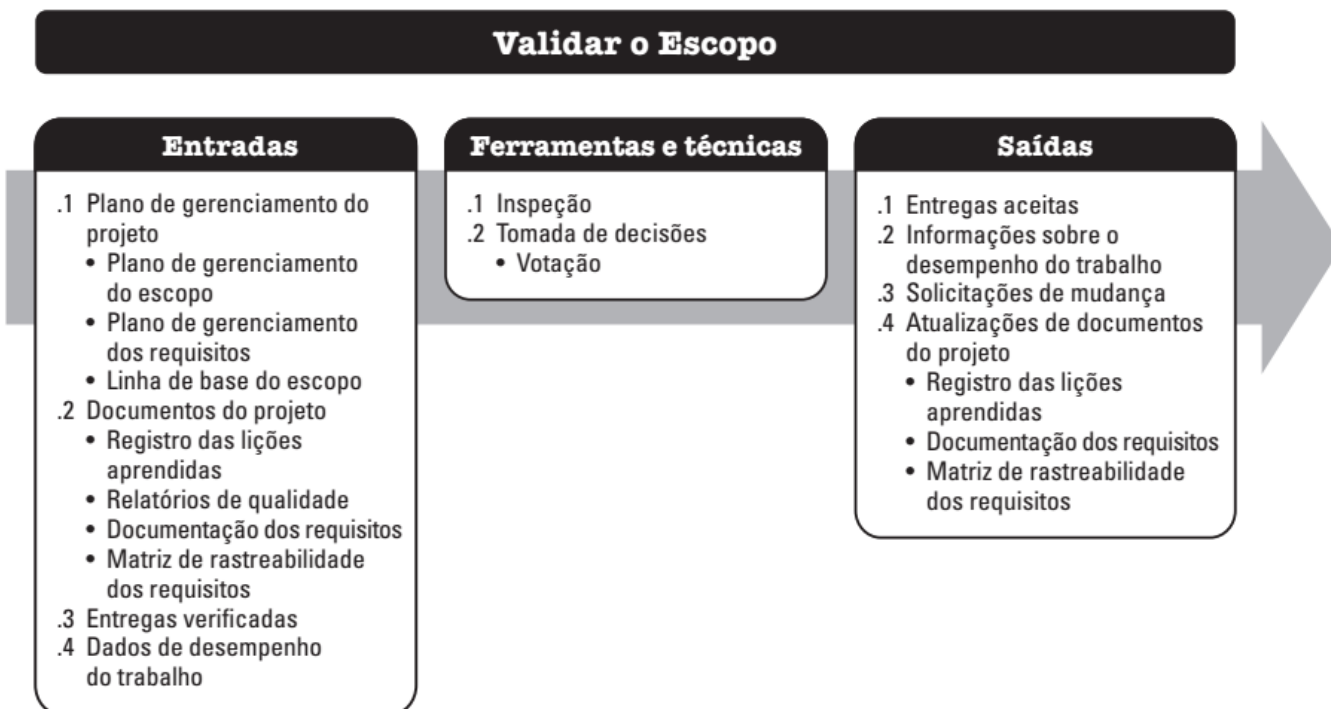 Validar o Escopo
Entradas
.1 Plano de gerenciamento do
projeto
• Plano de gerenciamento
do escopo
• Plano de gerenciamento
dos requisitos
• Linha de base do escopo
.2 Documentos do projeto
• Registro das lições
aprendidas
• Relatórios de qualidade
• Documentação dos requisitos
• Matriz de rastreabilidade
dos requisitos
.3 Entregas verificadas
.4 Dados de desempenho
do trabalho
Ferramentas e técnicas
.1 Inspeção
.2 Tomada de decisões
• Votação
Saídas
.1 Entregas aceitas
.2 Informações sobre o
desempenho do trabalho
.3 Solicitações de mudança
.4 Atualizações de documentos
do projeto
• Registro das lições
aprendidas
• Documentação dos requisitos
• Matriz de rastreabilidade
dos requisitos